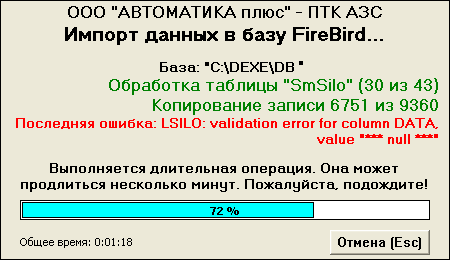 ООО "АВТОМАТИКА плюс" - ПТК АЗС
Импорт данных в базу FireBird...
База: "C:\DEXE\DB "
Обработка таблицы "SmSilo" (30 из 43)
Копирование записи 6751 из 9360
Последняя ошибка: LSILO: validation error for column DATA,
value "*** null ***"
Выполняется длительная операция. Она может
продлиться несколько минут. Пожалуйста, подождите!
72 %
Общее время: 0:01:18
Отмена (Esc)